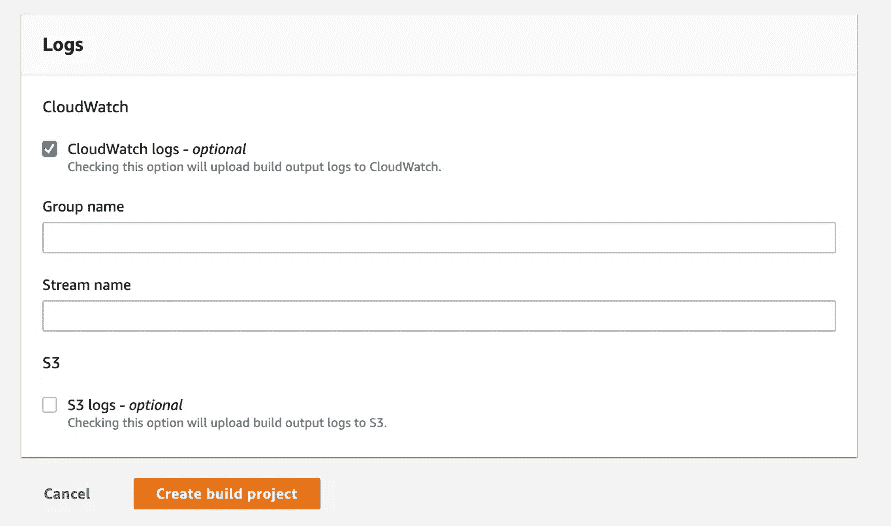 Logs
CloudWatch
CloudWatch logs - optional
Checking this option will upload build output logs to CloudWatch.
Group name
Stream name
S3
S3 logs - optional
Checking this option will upload build output logs to S3.
Cancel Create build project